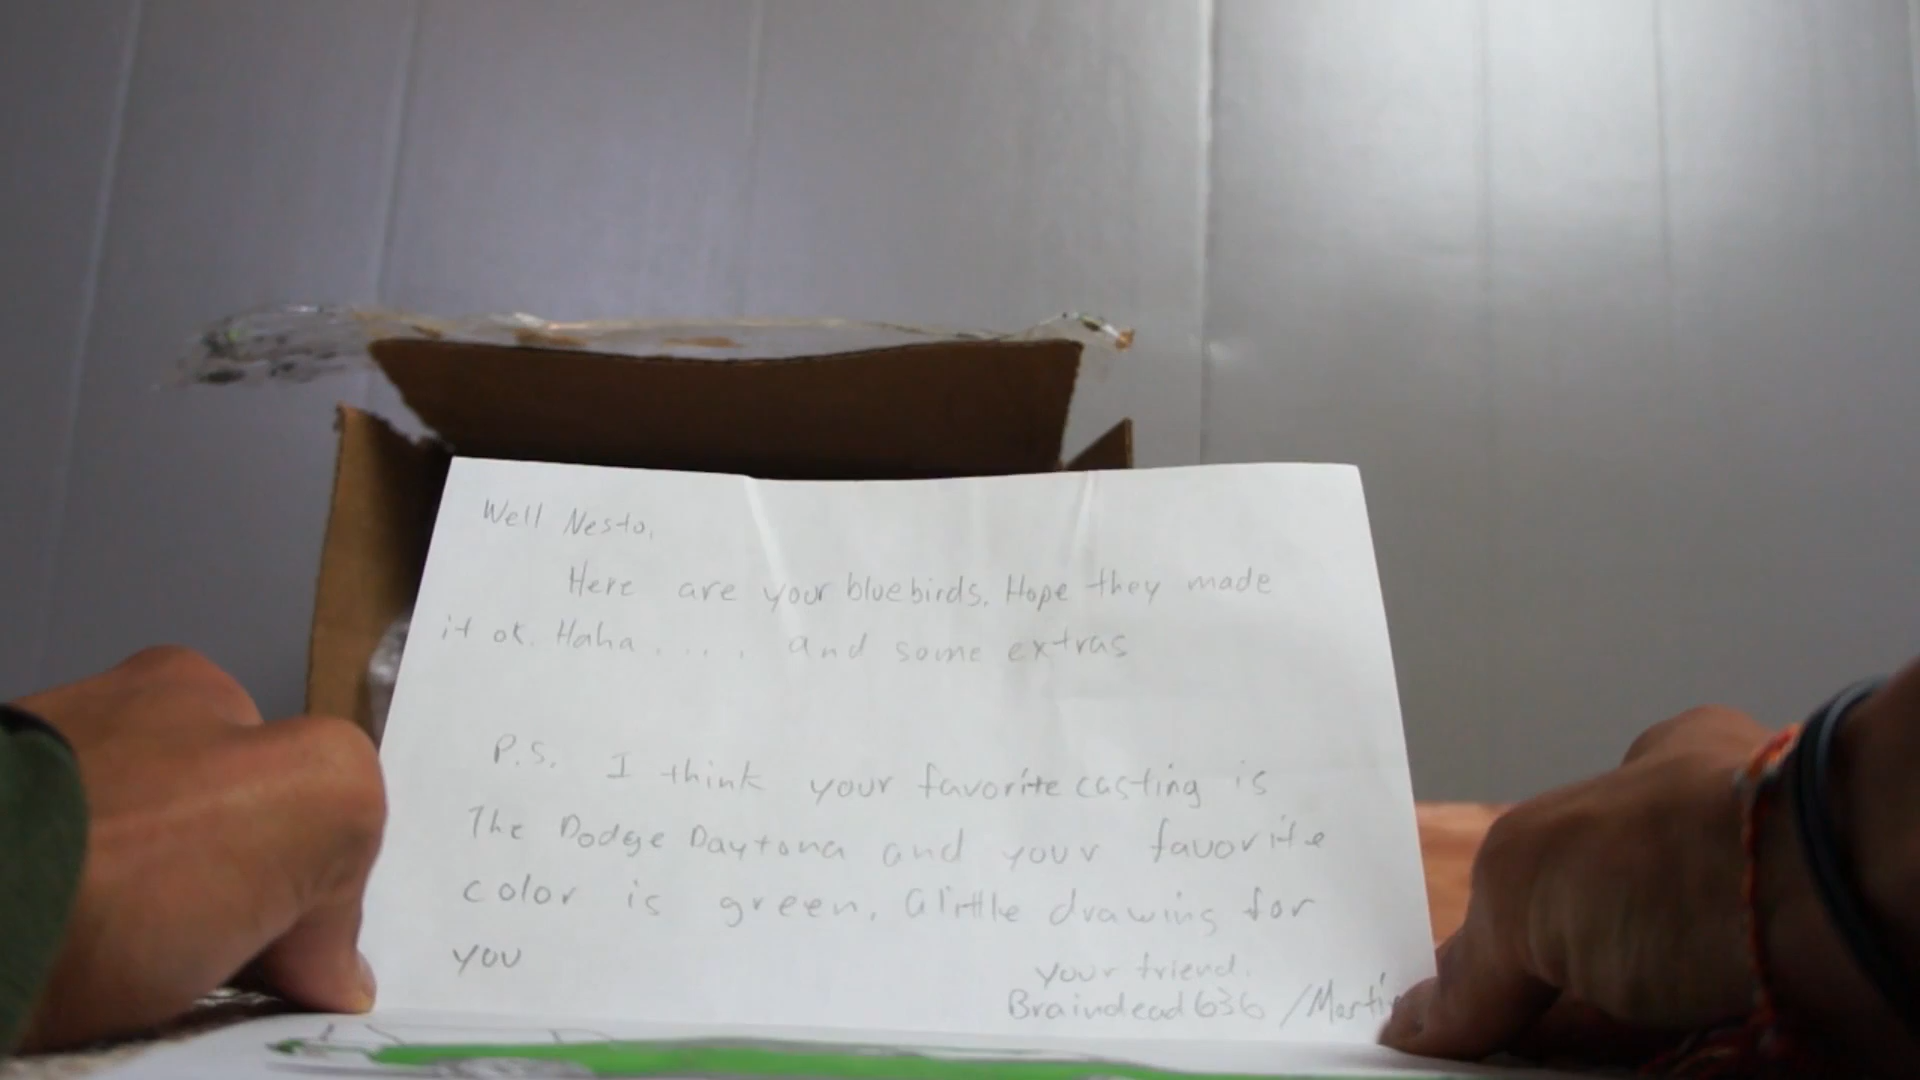 Well Nesto,
Here are your bluebirds. Hope they made
it ok. Haha .... and some extras
P.S. I think your favorite casting is
The Dodge Daytona and your favorite
color is green. A little drawing for
you
your friend.
Braindead636 /Marti